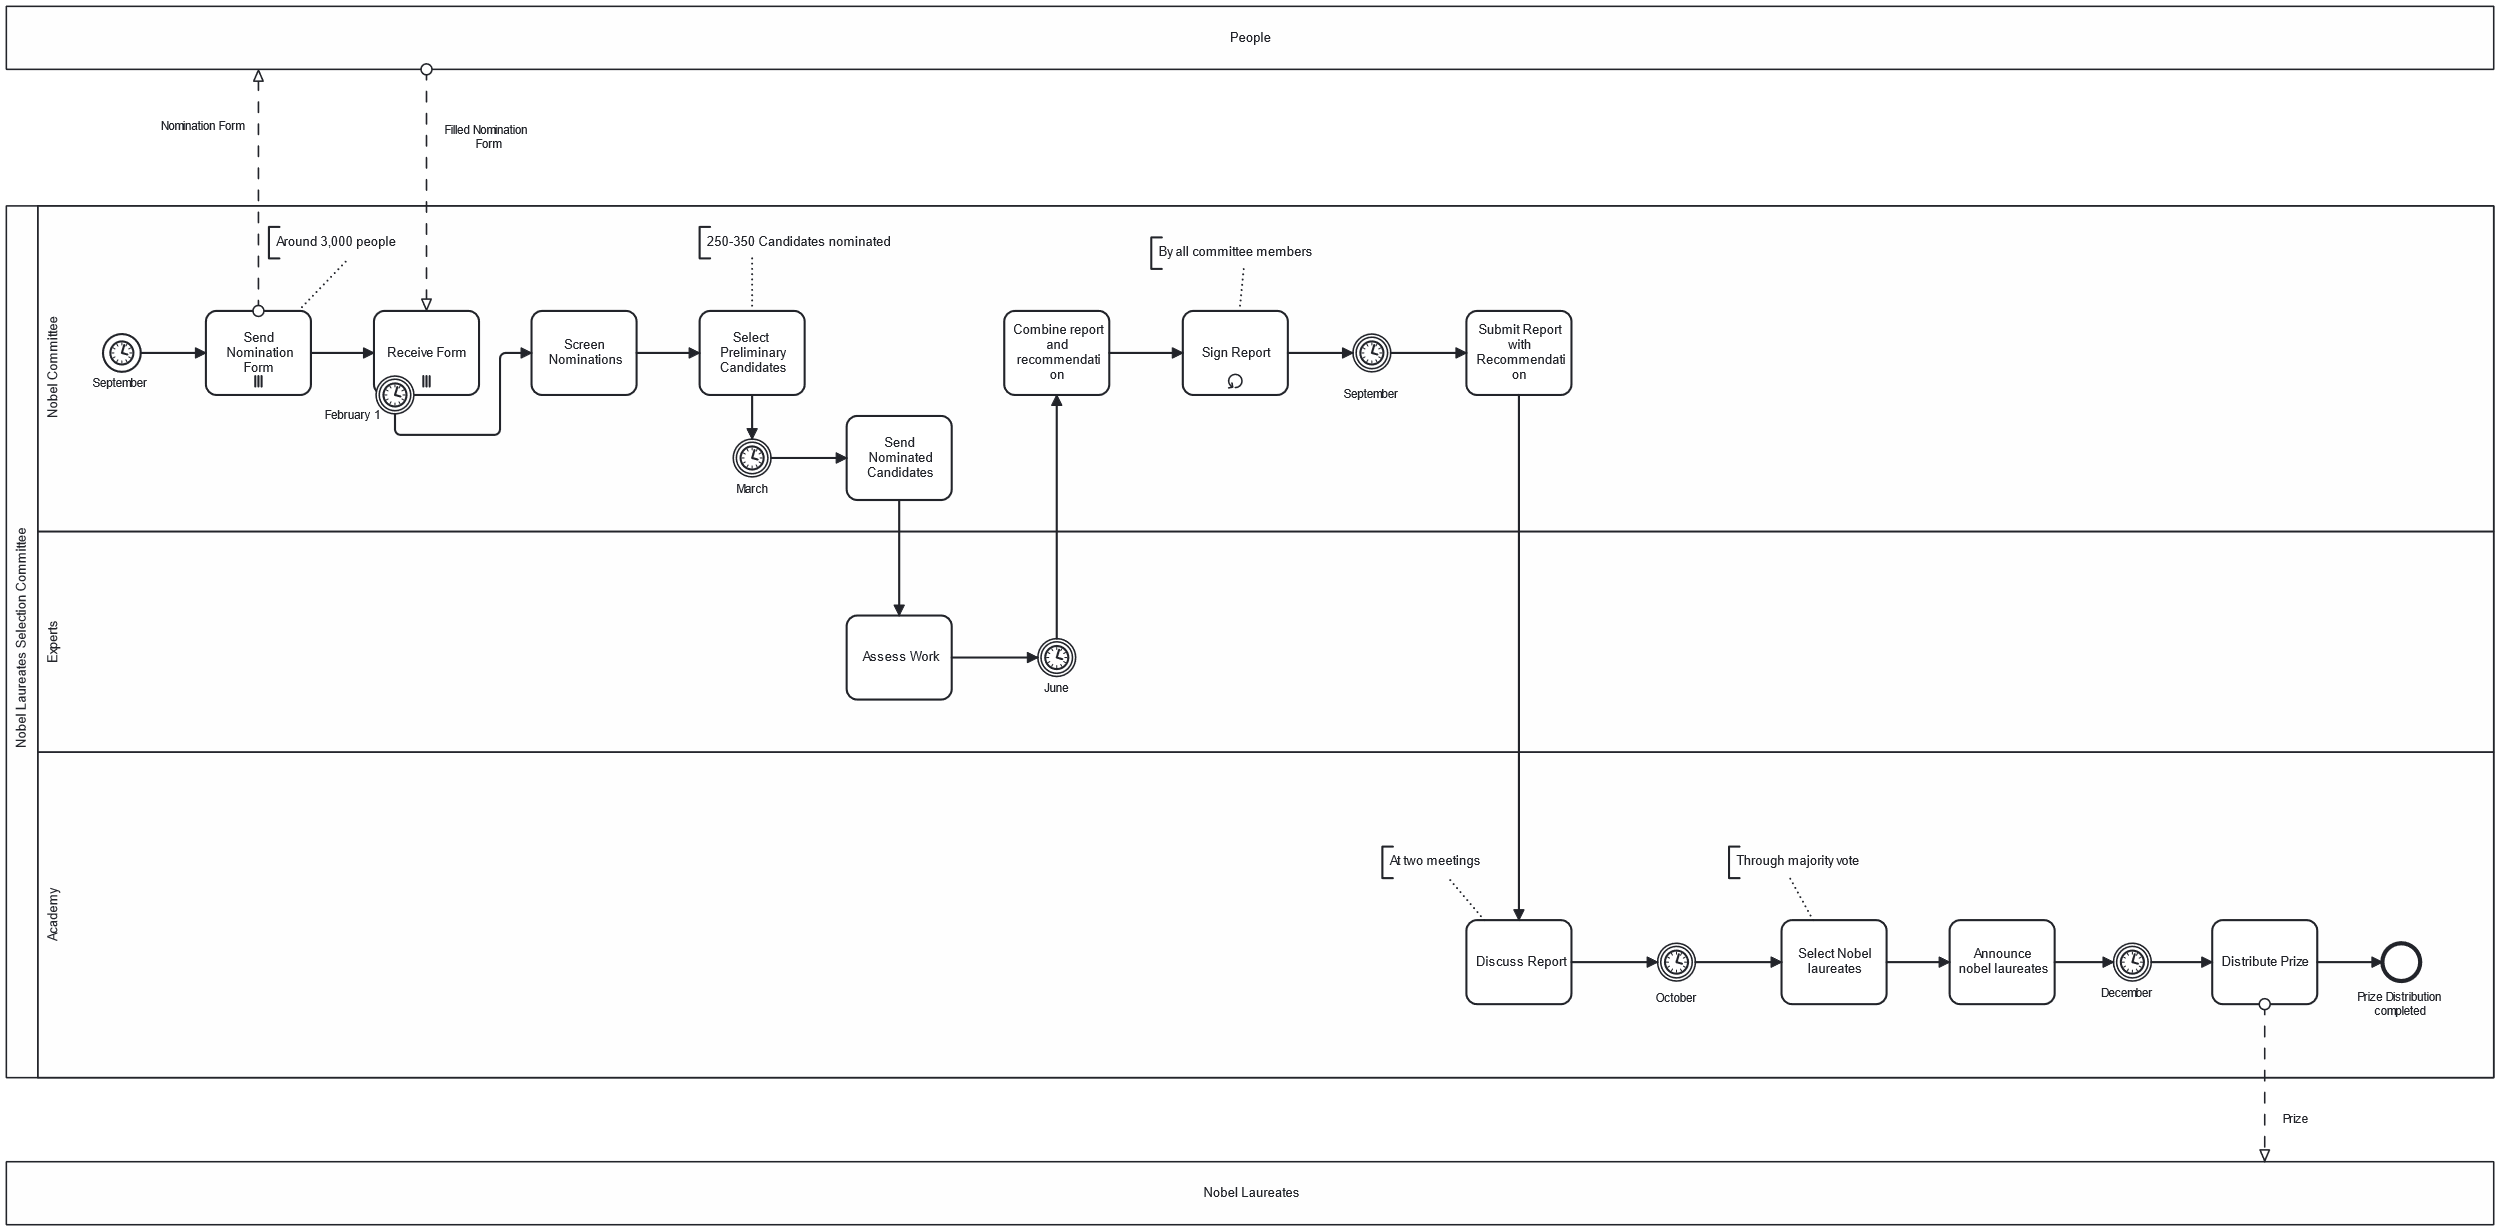 People
Nomination Form
Filled Nomination
Form
Nobel Laureates Selection Committee
Nobel Committee
Around 3,000 people
250-350 Candidates nominated
By all committee members
September
Send
Nomination
Form
Receive Form
February 1
Screen
Nominations
Select
Preliminary
Candidates
March
Send
Nominated
Candidates
Combine report
and
recommendati
on
Sign Report
September
Submit Report
with
Recommendati
on
Experts
Assess Work
June
Academy
At two meetings
Through majority vote
Discuss Report
October
Select Nobel
laureates
Announce
nobel laureates
December
Distribute Prize
Prize Distribution
completed
Prize
Nobel Laureates